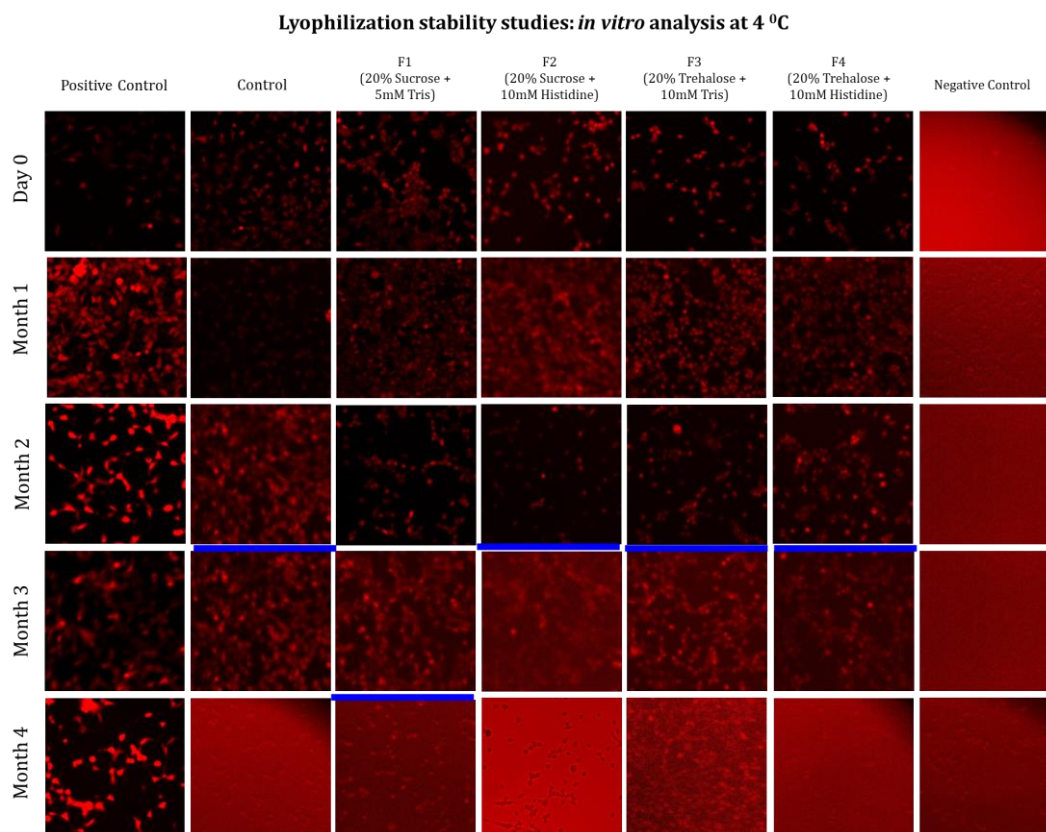 Lyophilization stability studies: in vitro analysis at 4 ⁰C
Positive Control
Control
F1
(20% Sucrose +
5mM Tris)
F2
(20% Sucrose +
10mM Histidine)
F3
(20% Trehalose +
10mM Tris)
F4
(20% Trehalose +
10mM Histidine)
Negative Control
Day 0
Month 1
Month 2
Month 3
Month 4